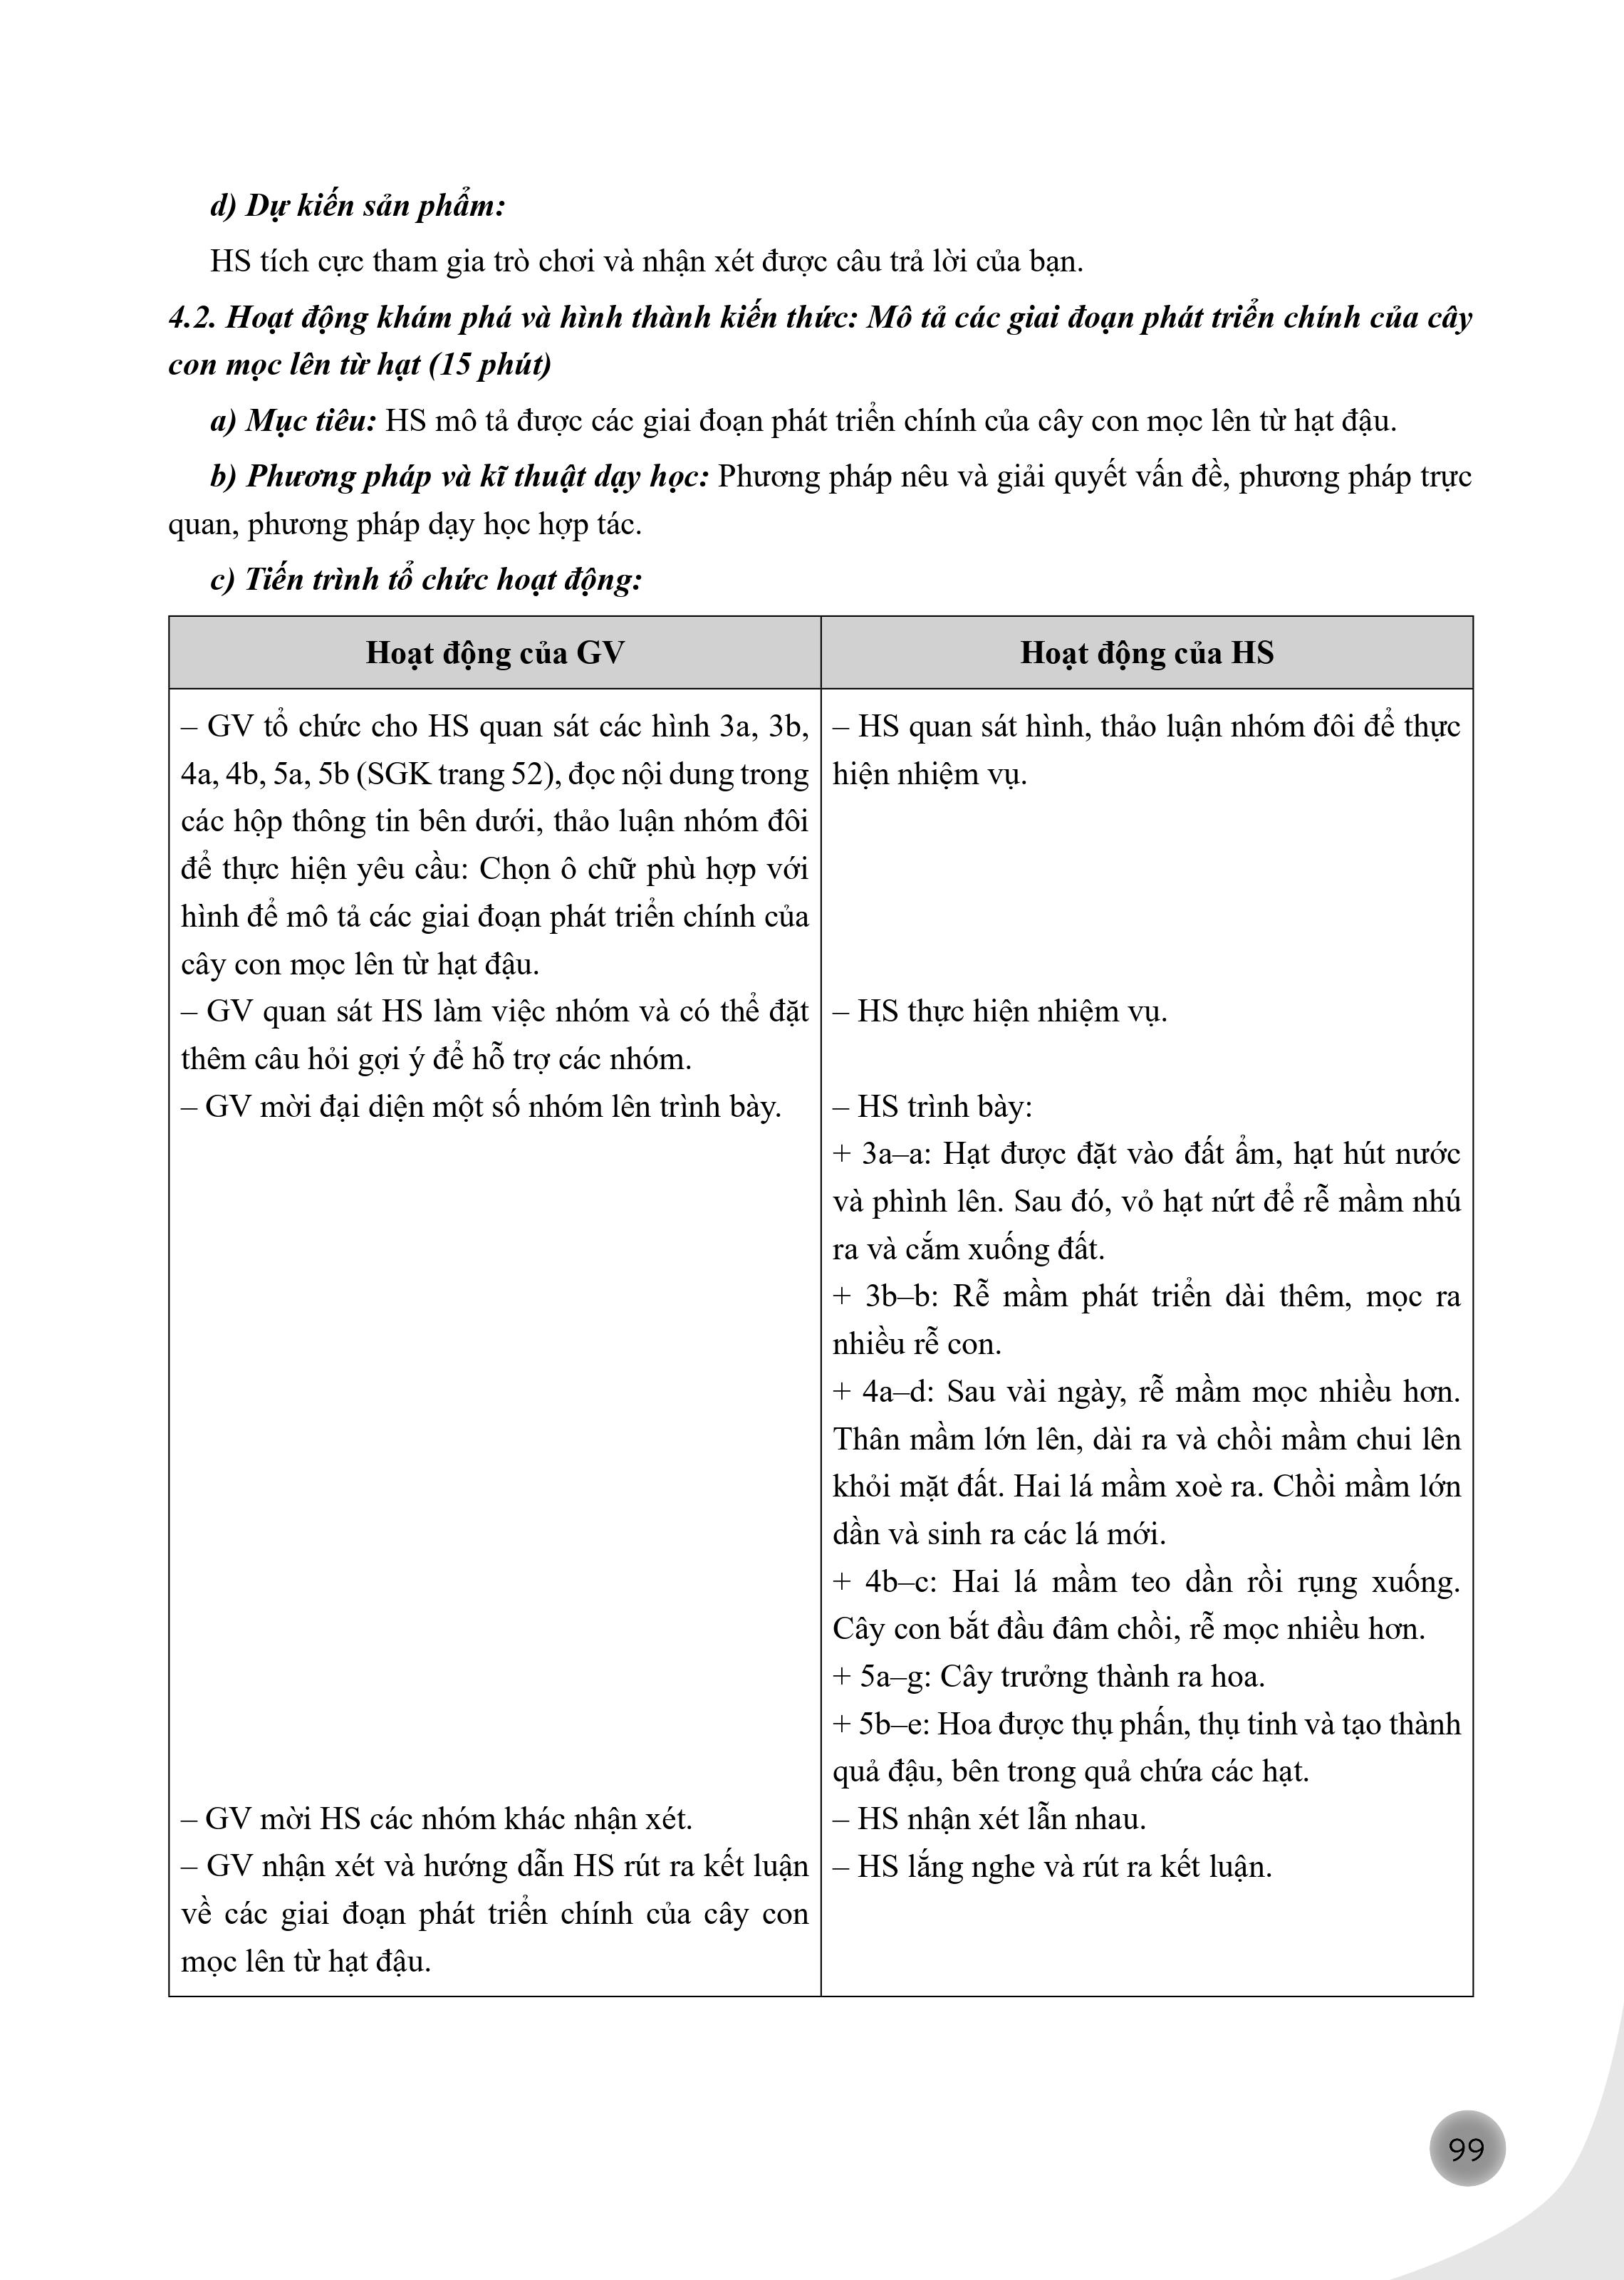 d) Dự kiến sản phẩm:
HS tích cực tham gia trò chơi và nhận xét được câu trả lời của bạn.
4.2. Hoạt động khám phá và hình thành kiến thức: Mô tả các giai đoạn phát triển chính của cây
con mọc lên từ hạt (15 phút)
a) Mục tiêu: HS mô tả được các giai đoạn phát triển chính của cây con mọc lên từ hạt đậu.
b) Phương pháp và kĩ thuật dạy học: Phương pháp nêu và giải quyết vấn đề, phương pháp trực
quan, phương pháp dạy học hợp tác.
c) Tiến trình tổ chức hoạt động:
Hoạt động của GV
– GV tổ chức cho HS quan sát các hình 3a, 3b,
4a, 4b, 5a, 5b (SGK trang 52), đọc nội dung trong
các hộp thông tin bên dưới, thảo luận nhóm đôi
để thực hiện yêu cầu: Chọn ô chữ phù hợp với
hình để mô tả các giai đoạn phát triển chính của
cây con mọc lên từ hạt đậu.
– GV quan sát HS làm việc nhóm và có thể đặt
thêm câu hỏi gợi ý để hỗ trợ các nhóm.
– GV mời đại diện một số nhóm lên trình bày.
– GV mời HS các nhóm khác nhận xét.
– GV nhận xét và hướng dẫn HS rút ra kết luận
về các giai đoạn phát triển chính của cây con
mọc lên từ hạt đậu.
Hoạt động của HS
– HS quan sát hình, thảo luận nhóm đôi để thực
hiện nhiệm vụ.
– HS thực hiện nhiệm vụ.
– HS trình bày:
+ 3a–a: Hạt được đặt vào đất ẩm, hạt hút nước
và phình lên. Sau đó, vỏ hạt nứt để rễ mầm nhú
ra và cắm xuống đất.
+ 3b–b: Rễ mầm phát triển dài thêm, mọc ra
nhiều rễ con.
+ 4a–d: Sau vài ngày, rễ mầm mọc nhiều hơn.
Thân mầm lớn lên, dài ra và chồi mầm chui lên
khỏi mặt đất. Hai lá mầm xoè ra. Chồi mầm lớn
dần và sinh ra các lá mới.
+ 4b–c: Hai lá mầm teo dần rồi rụng xuống.
Cây con bắt đầu đâm chồi, rễ mọc nhiều hơn.
+ 5a–g: Cây trưởng thành ra hoa.
+ 5b–e: Hoa được thụ phấn, thụ tinh và tạo thành
quả đậu, bên trong quả chứa các hạt.
– HS nhận xét lẫn nhau.
– HS lắng nghe và rút ra kết luận.
99